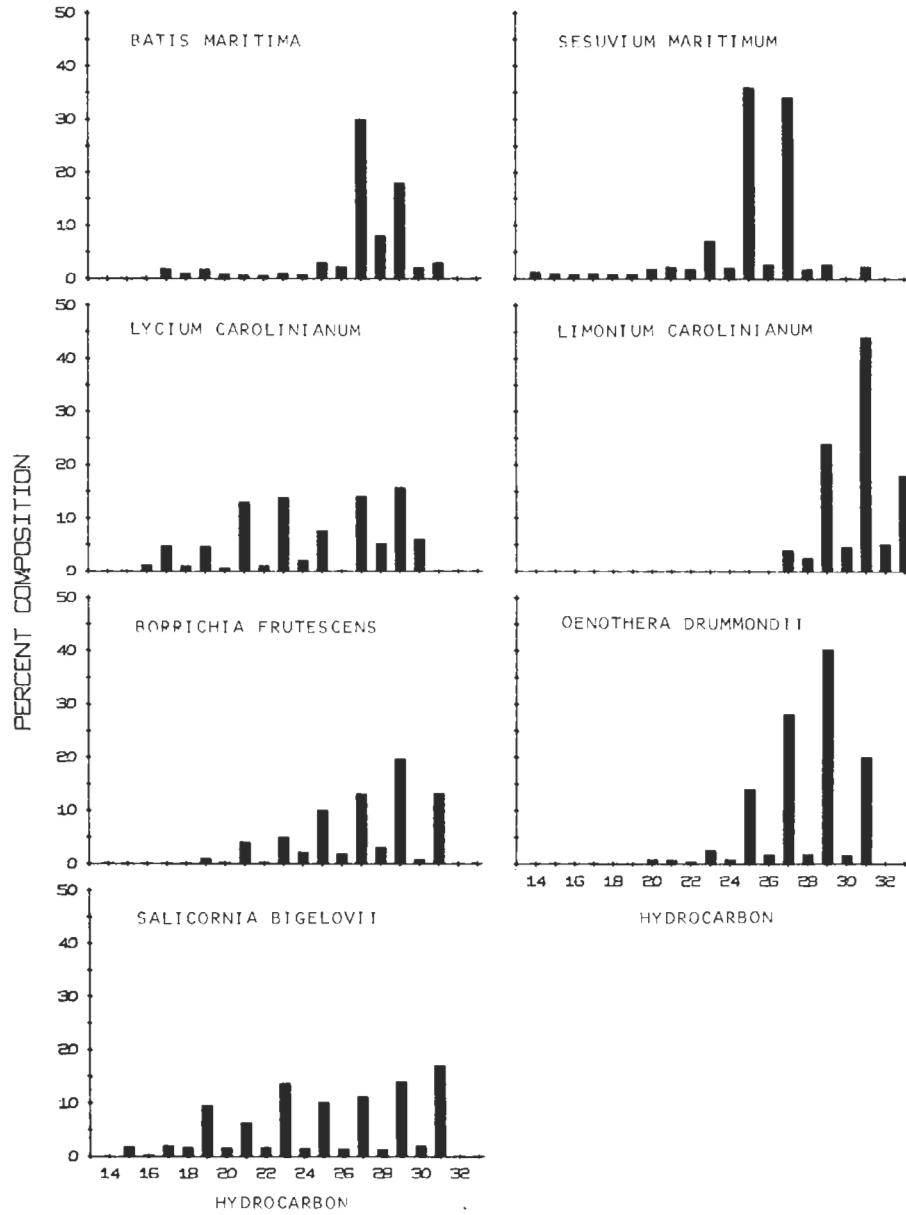 PERCENT COMPOSITION
BATIS MARITIMA
50
40
30
20
10
0
SESUVIUM MARITIMUM
LYCIUM CAROLINIANUM
50
40
30
20
10
0
LIMONIUM CAROLINIANUM
BORRICHIA FRUTESCENS
50
40
30
20
10
0
OENOTHERA DRUMMONDII
14 16 18 20 22 24 26 28 30 32
HYDROCARBON
SALICORNIA BIGELOVII
50
40
30
20
10
0
14 16 18 20 22 24 26 28 30 32
HYDROCARBON